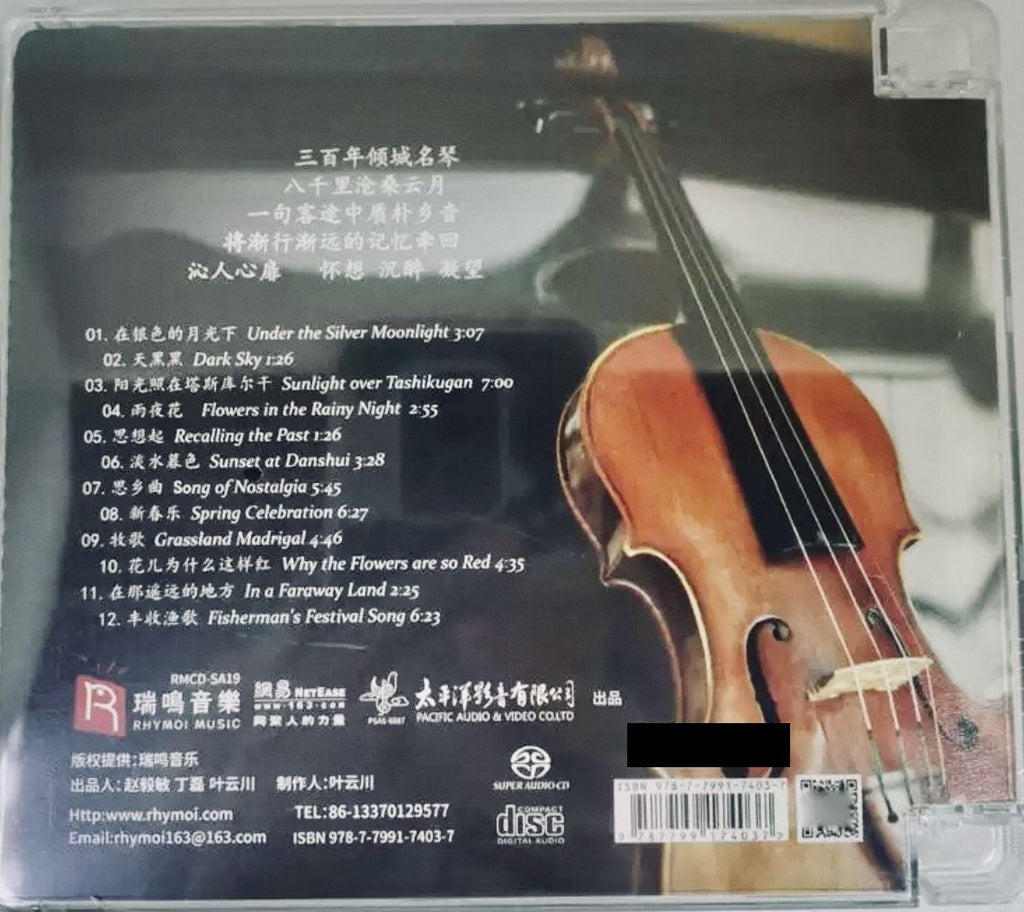 三百年倾城名琴
八千里沧桑云月
一句客途中质朴乡音
将渐行渐远的记忆牵回
沁人心扉 怀想 沉醉 凝望
01. 在银色的月光下 Under the Silver Moonlight 3:07
02. 天黑黑 Dark Sky 1:26
03. 阳光照在塔斯库尔干 Sunlight over Tashikugan 7:00
04. 雨夜花 Flowers in the Rainy Night 2:55
05. 思想起 Recalling the Past 1:26
06. 淡水暮色 Sunset at Danshui 3:28
07. 思乡曲 Song of Nostalgia 5:45
08. 新春乐 Spring Celebration 6:27
09. 牧歌 Grassland Madrigal 4:46
10. 花儿为什么这样红 Why the Flowers are so Red 4:35
11. 在那遥远的地方 In a Faraway Land 2:25
12. 丰收渔歌 Fisherman's Festival Song 6:23
RMCD-SA19
瑞鳴音樂
RHYMOI MUSIC
網易 NETEASE
www·163·com
网聚人的力量
太平洋影音有限公司
PACIFIC AUDIO & VIDEO CO.LTD
出品
版权提供:瑞鸣音乐
出品人:赵毅敏 丁磊 叶云川 制作人:叶云川
SUPER AUDIO CD
Http:www.rhymoi.com TEL:86-13370129577
Email:rhymoi163@163.com ISBN 978-7-7991-7403-7
COMPACT
disc
DIGITAL AUDIO
ISBN 978-7-7991-7403-7
9 787799 174037